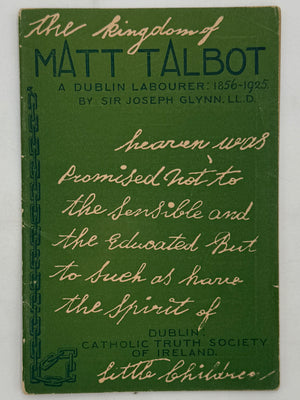 the kingdom of
MATT TALBOT
A DUBLIN LABOURER: 1856-1925.
BY SIR JOSEPH GLYNN, LL.D.
heaven was
Promised Not to
the Sensible and
the Educated But
to Such as have
the Spirit of
DUBLIN:
CATHOLIC TRUTH SOCIETY
OF IRELAND.
Little Children